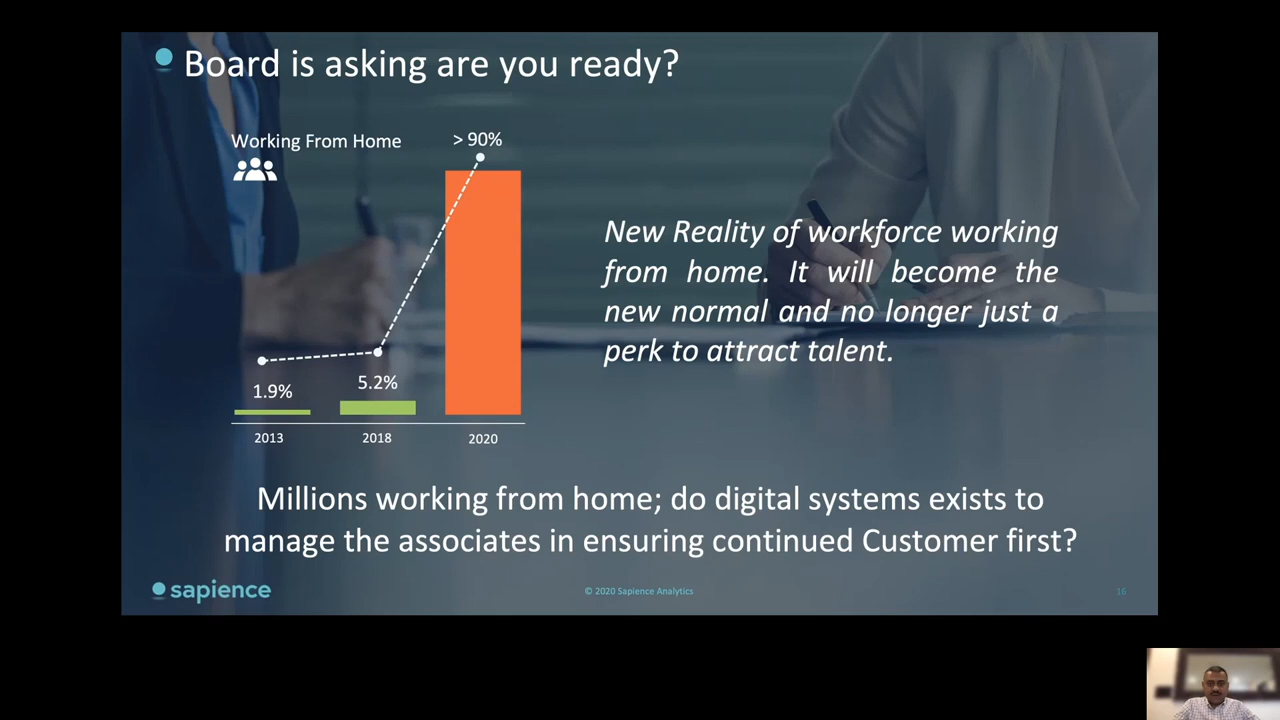 Board is asking are you ready?
Working From Home
> 90%
1.9%
5.2%
2013
2018
2020
New Reality of workforce working
from home. It will become the
new normal and no longer just a
perk to attract talent.
Millions working from home; do digital systems exists to
manage the associates in ensuring continued Customer first?
sapience
© 2020 Sapience Analytics
16